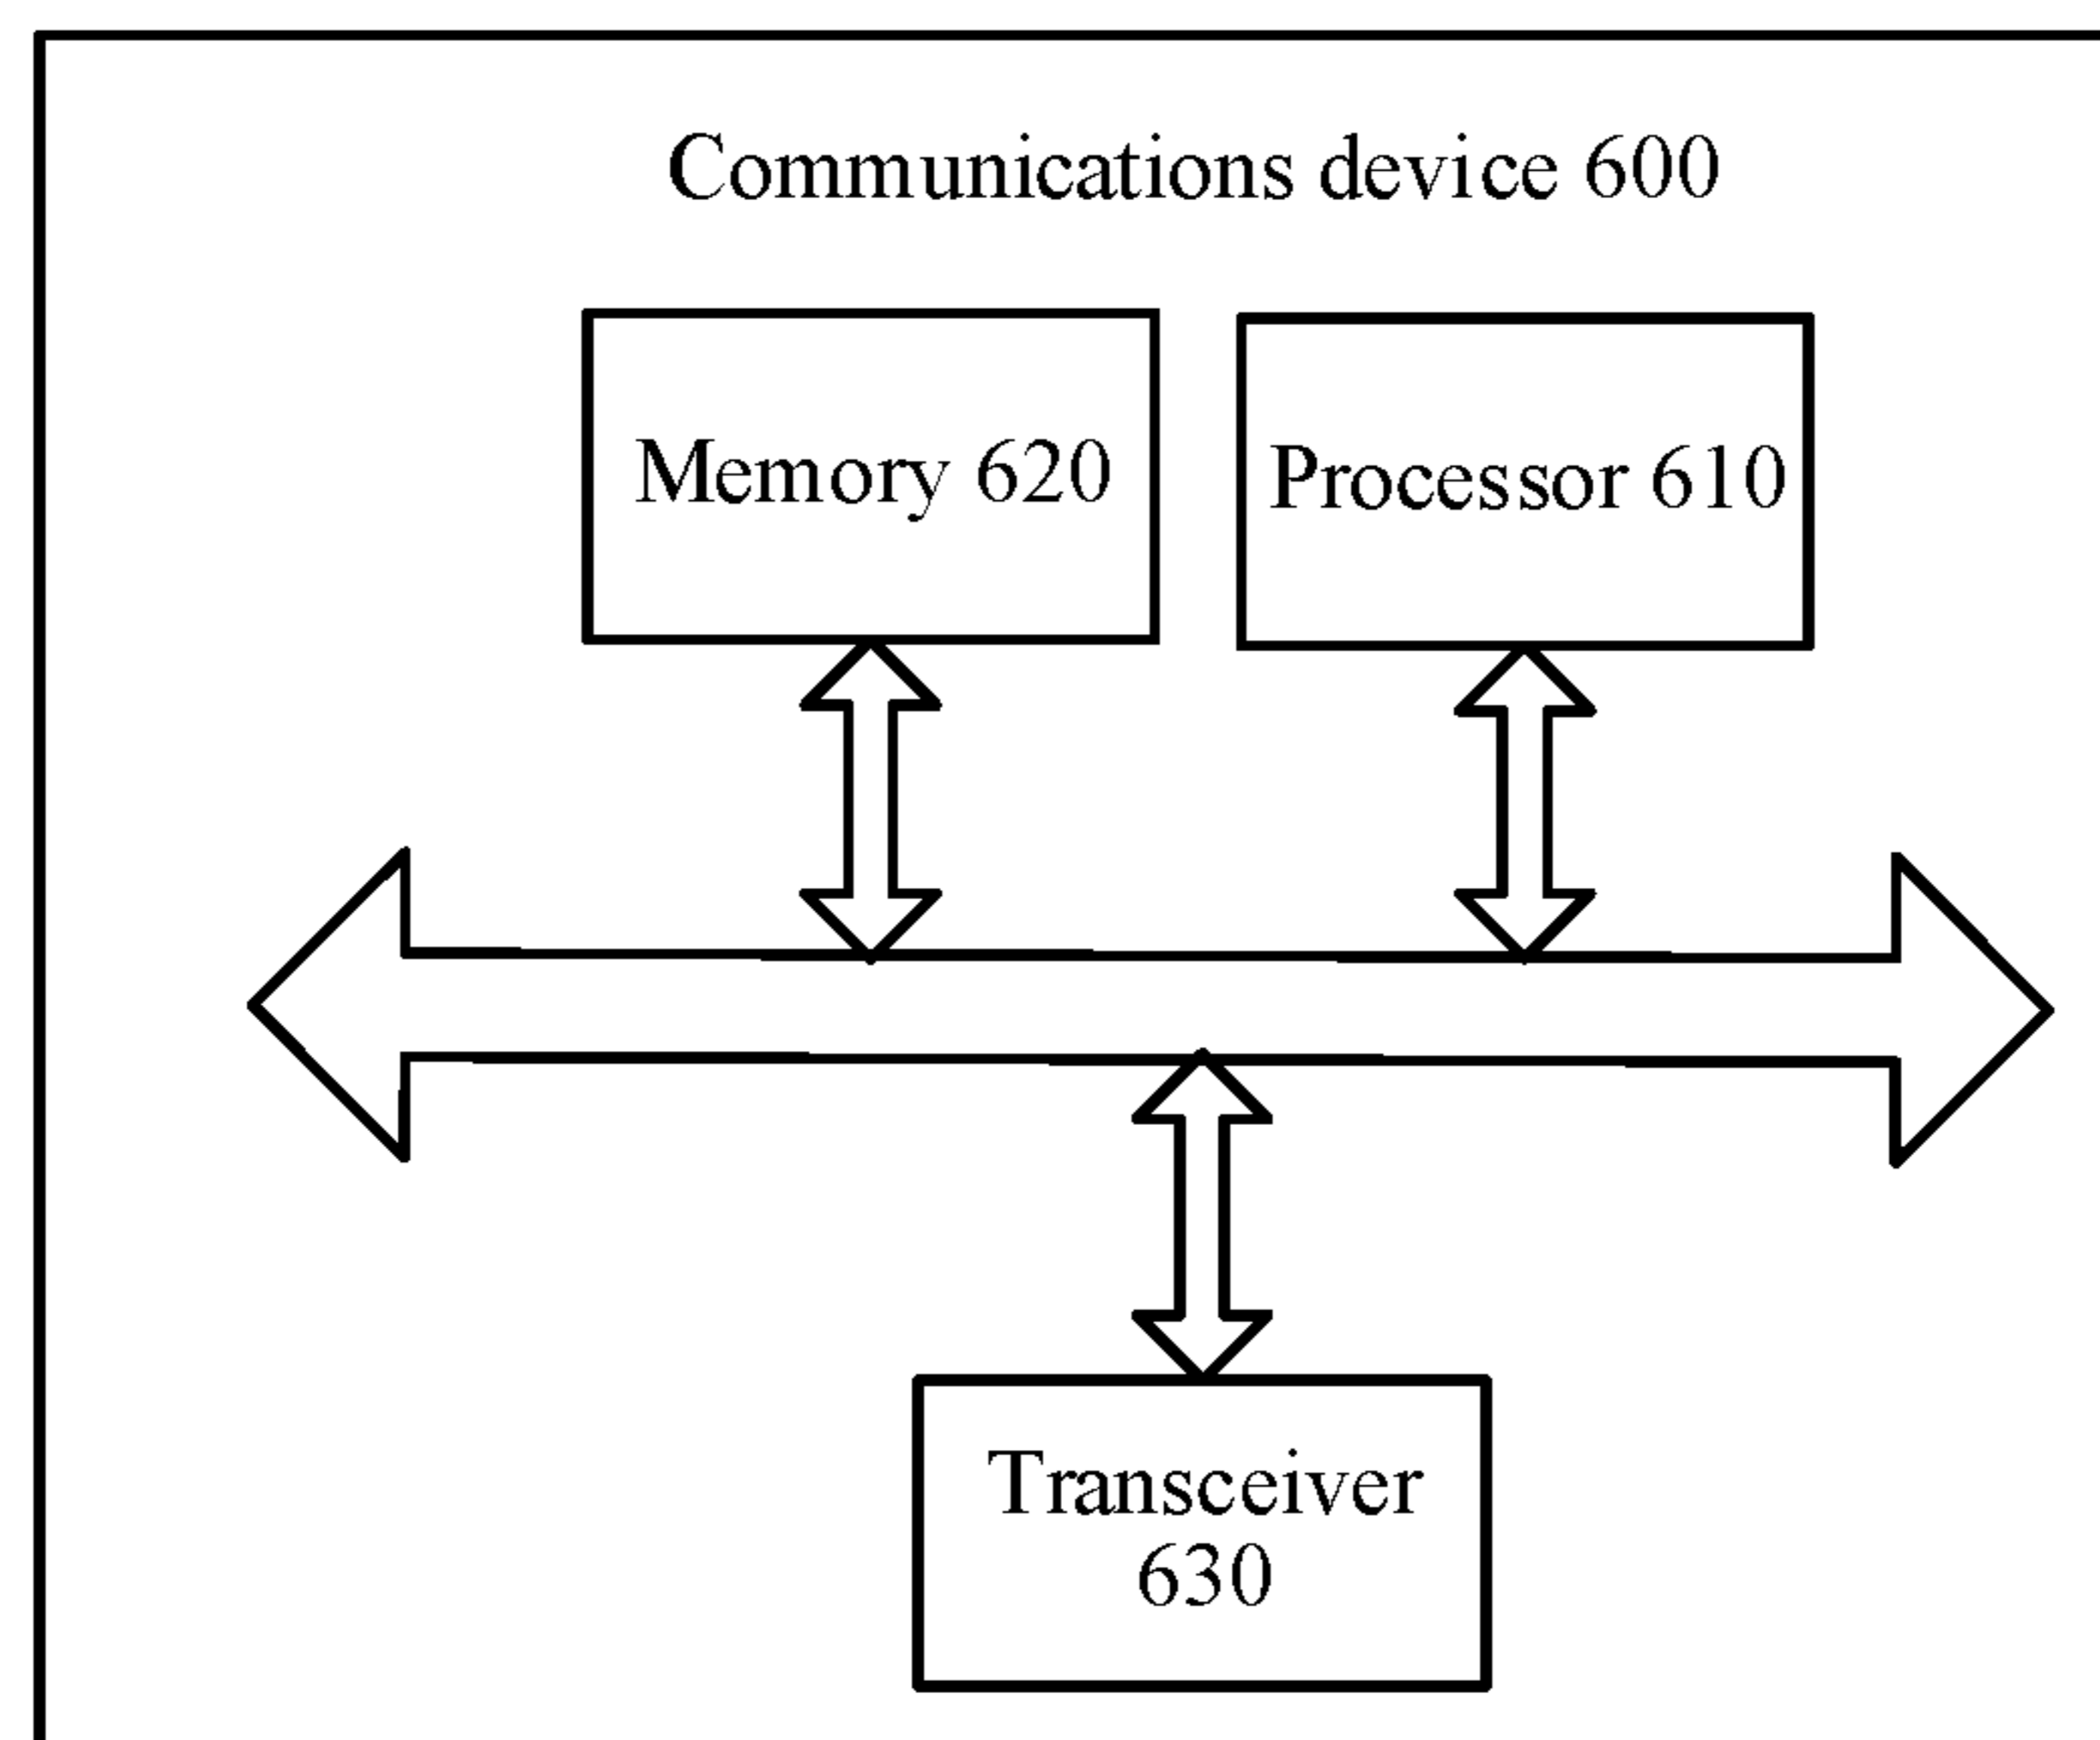 Communications device 600
Memory 620
Processor 610
Transceiver
630